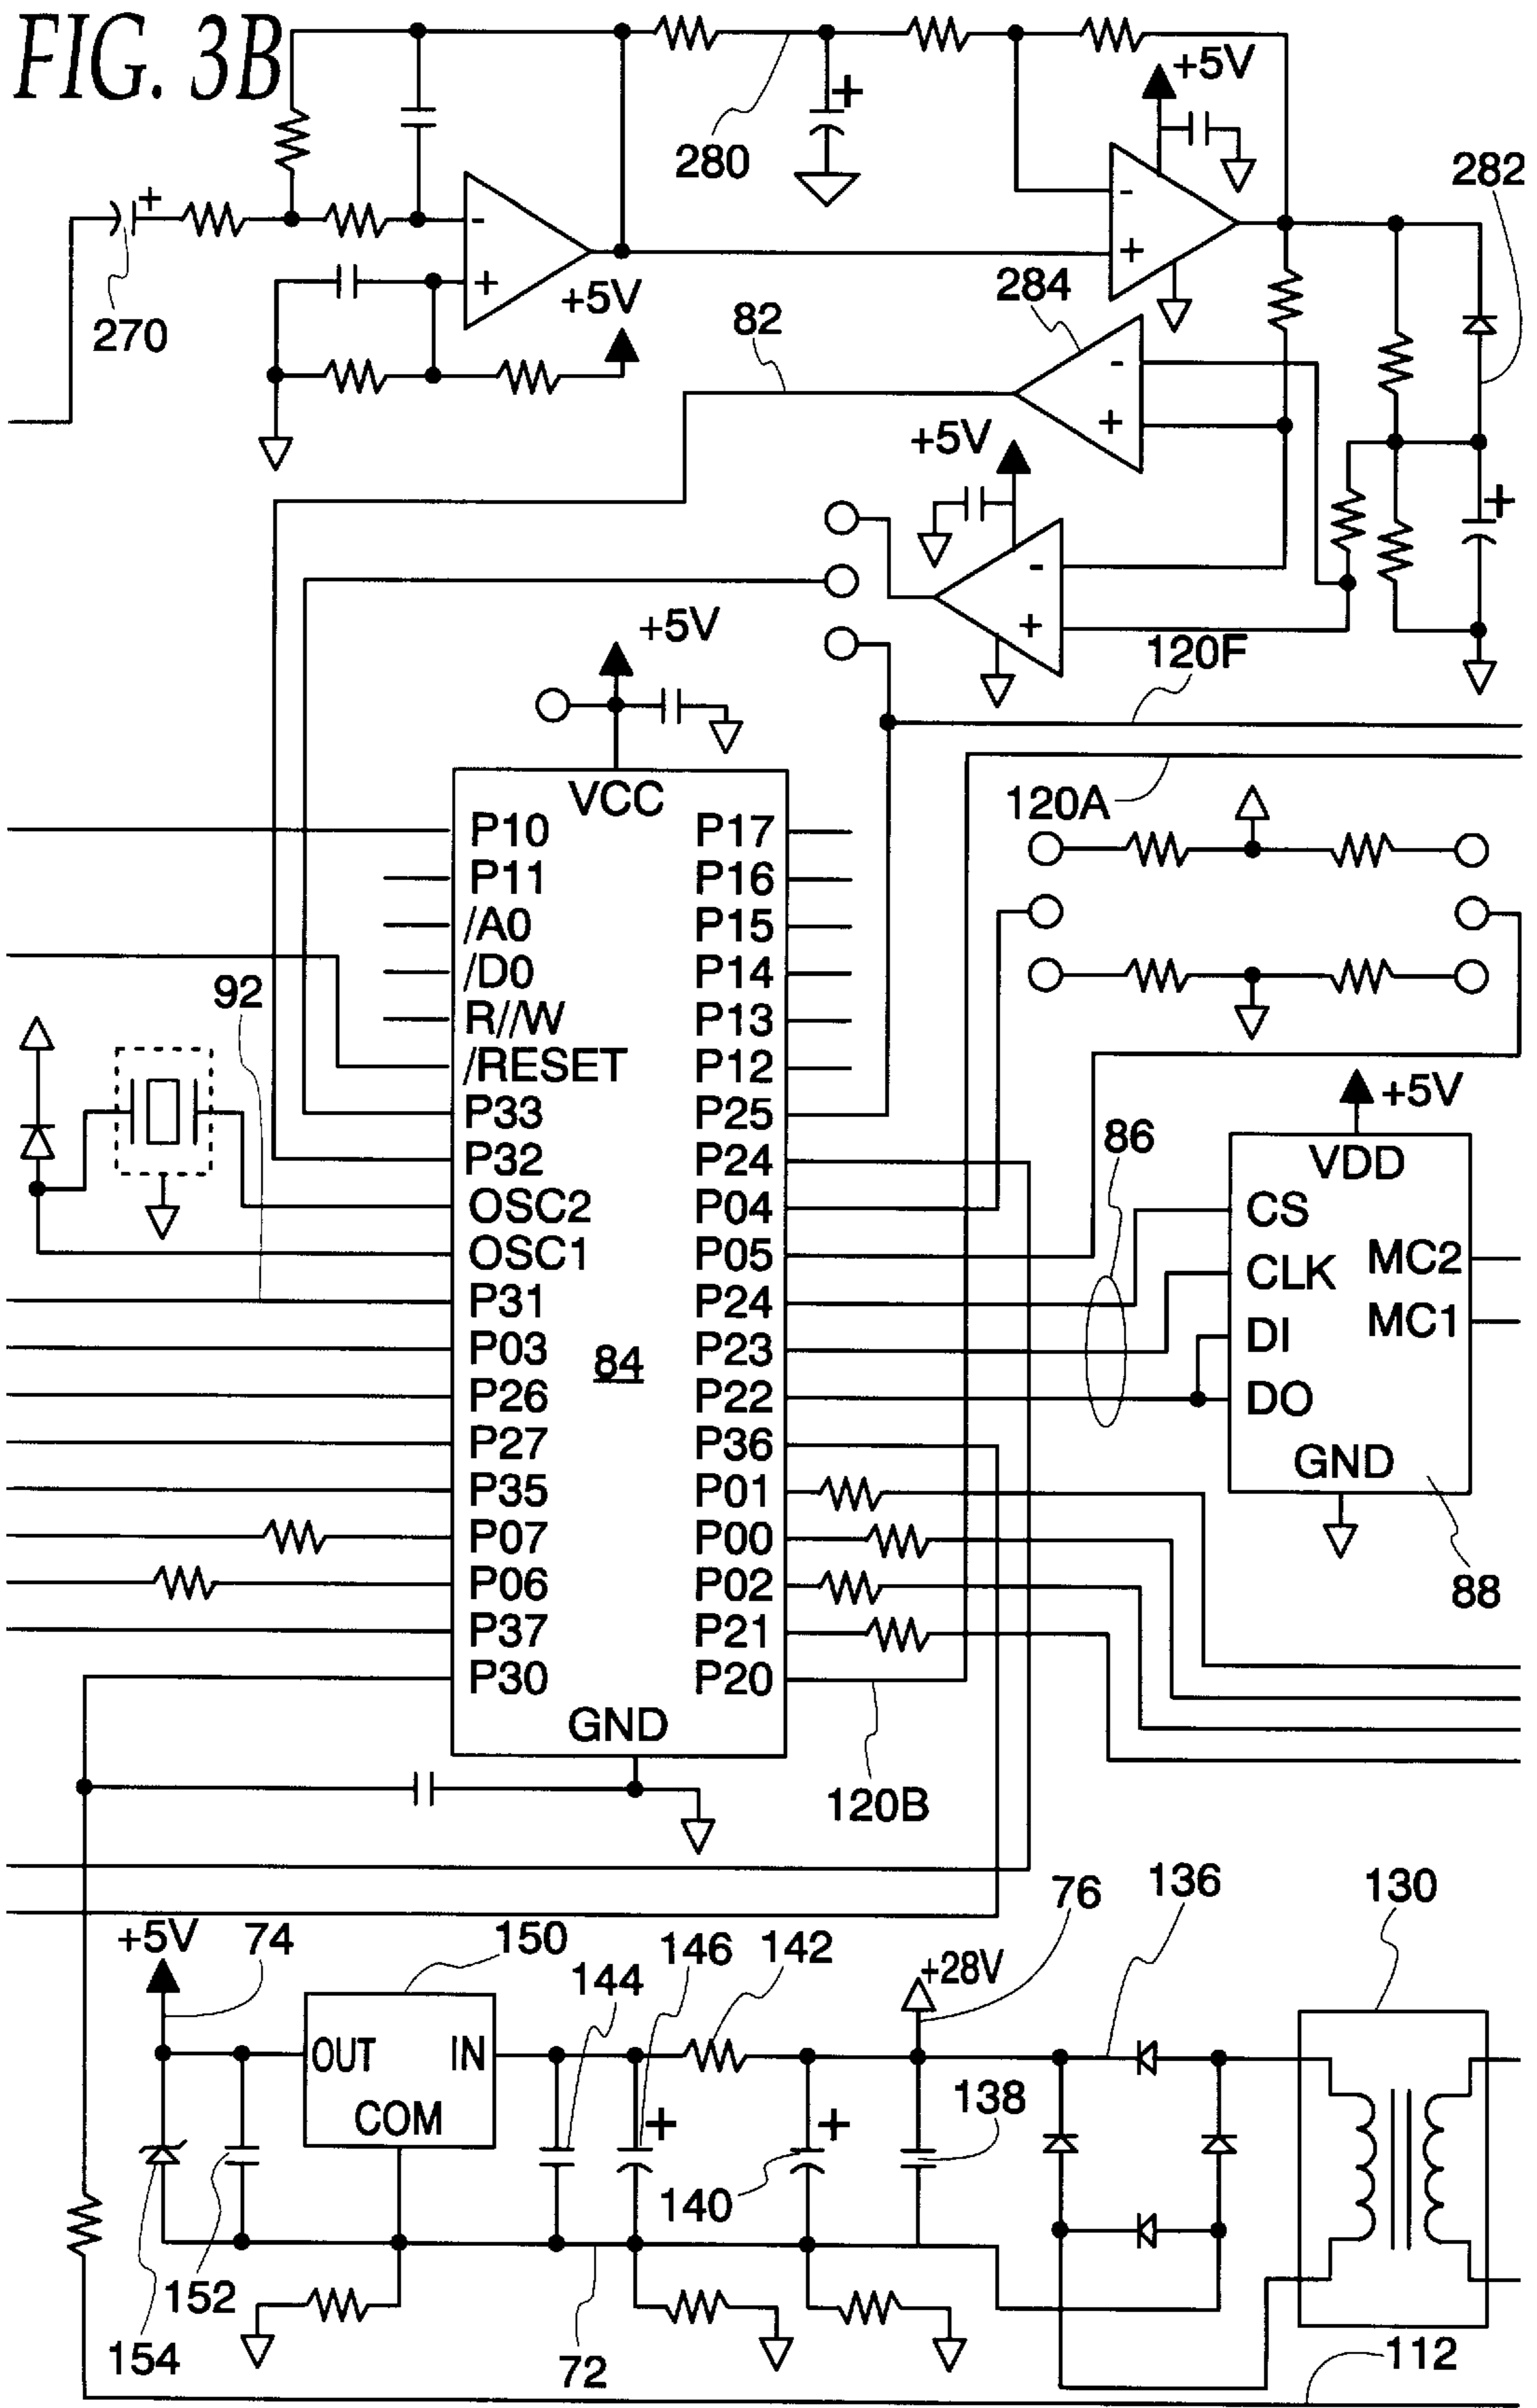 FIG. 3B
+5V
+
280
282
+
-
-
+
+
270
+5V
284
82
-
+
+5V
+
-
+
120F
+5V
VCC
120A
P10 P17
P11 P16
/A0 P15
/D0 P14
92
R//W P13
/RESET P12
+5V
P33 P25
86
P32 P24
VDD
OSC2 P04
CS
OSC1 P05
CLK MC2
P31 P24
DI MC1
P03 84 P23
P26 P22
DO
P27 P36
GND
P35 P01
P07 P00
P06 P02
88
P37 P21
P30 P20
GND
120B
76 136 130
+5V 74 150 146 142
144 +28V
OUT IN
COM
138
+ +
140
152
154 72 112